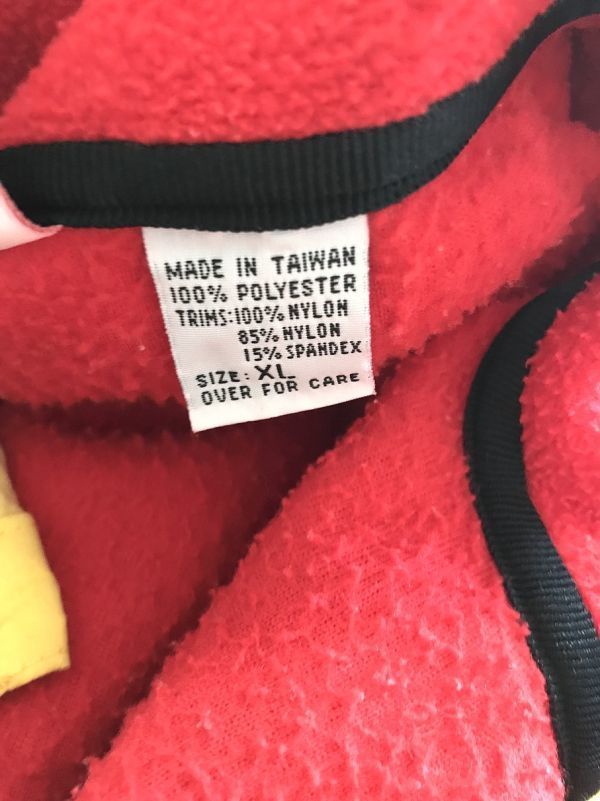 MADE IN TAIWAN
100% POLYESTER
TRIMS:100% NYLON
85% NYLON
15% SPANDEX
SIZE: XL
OVER FOR CARE